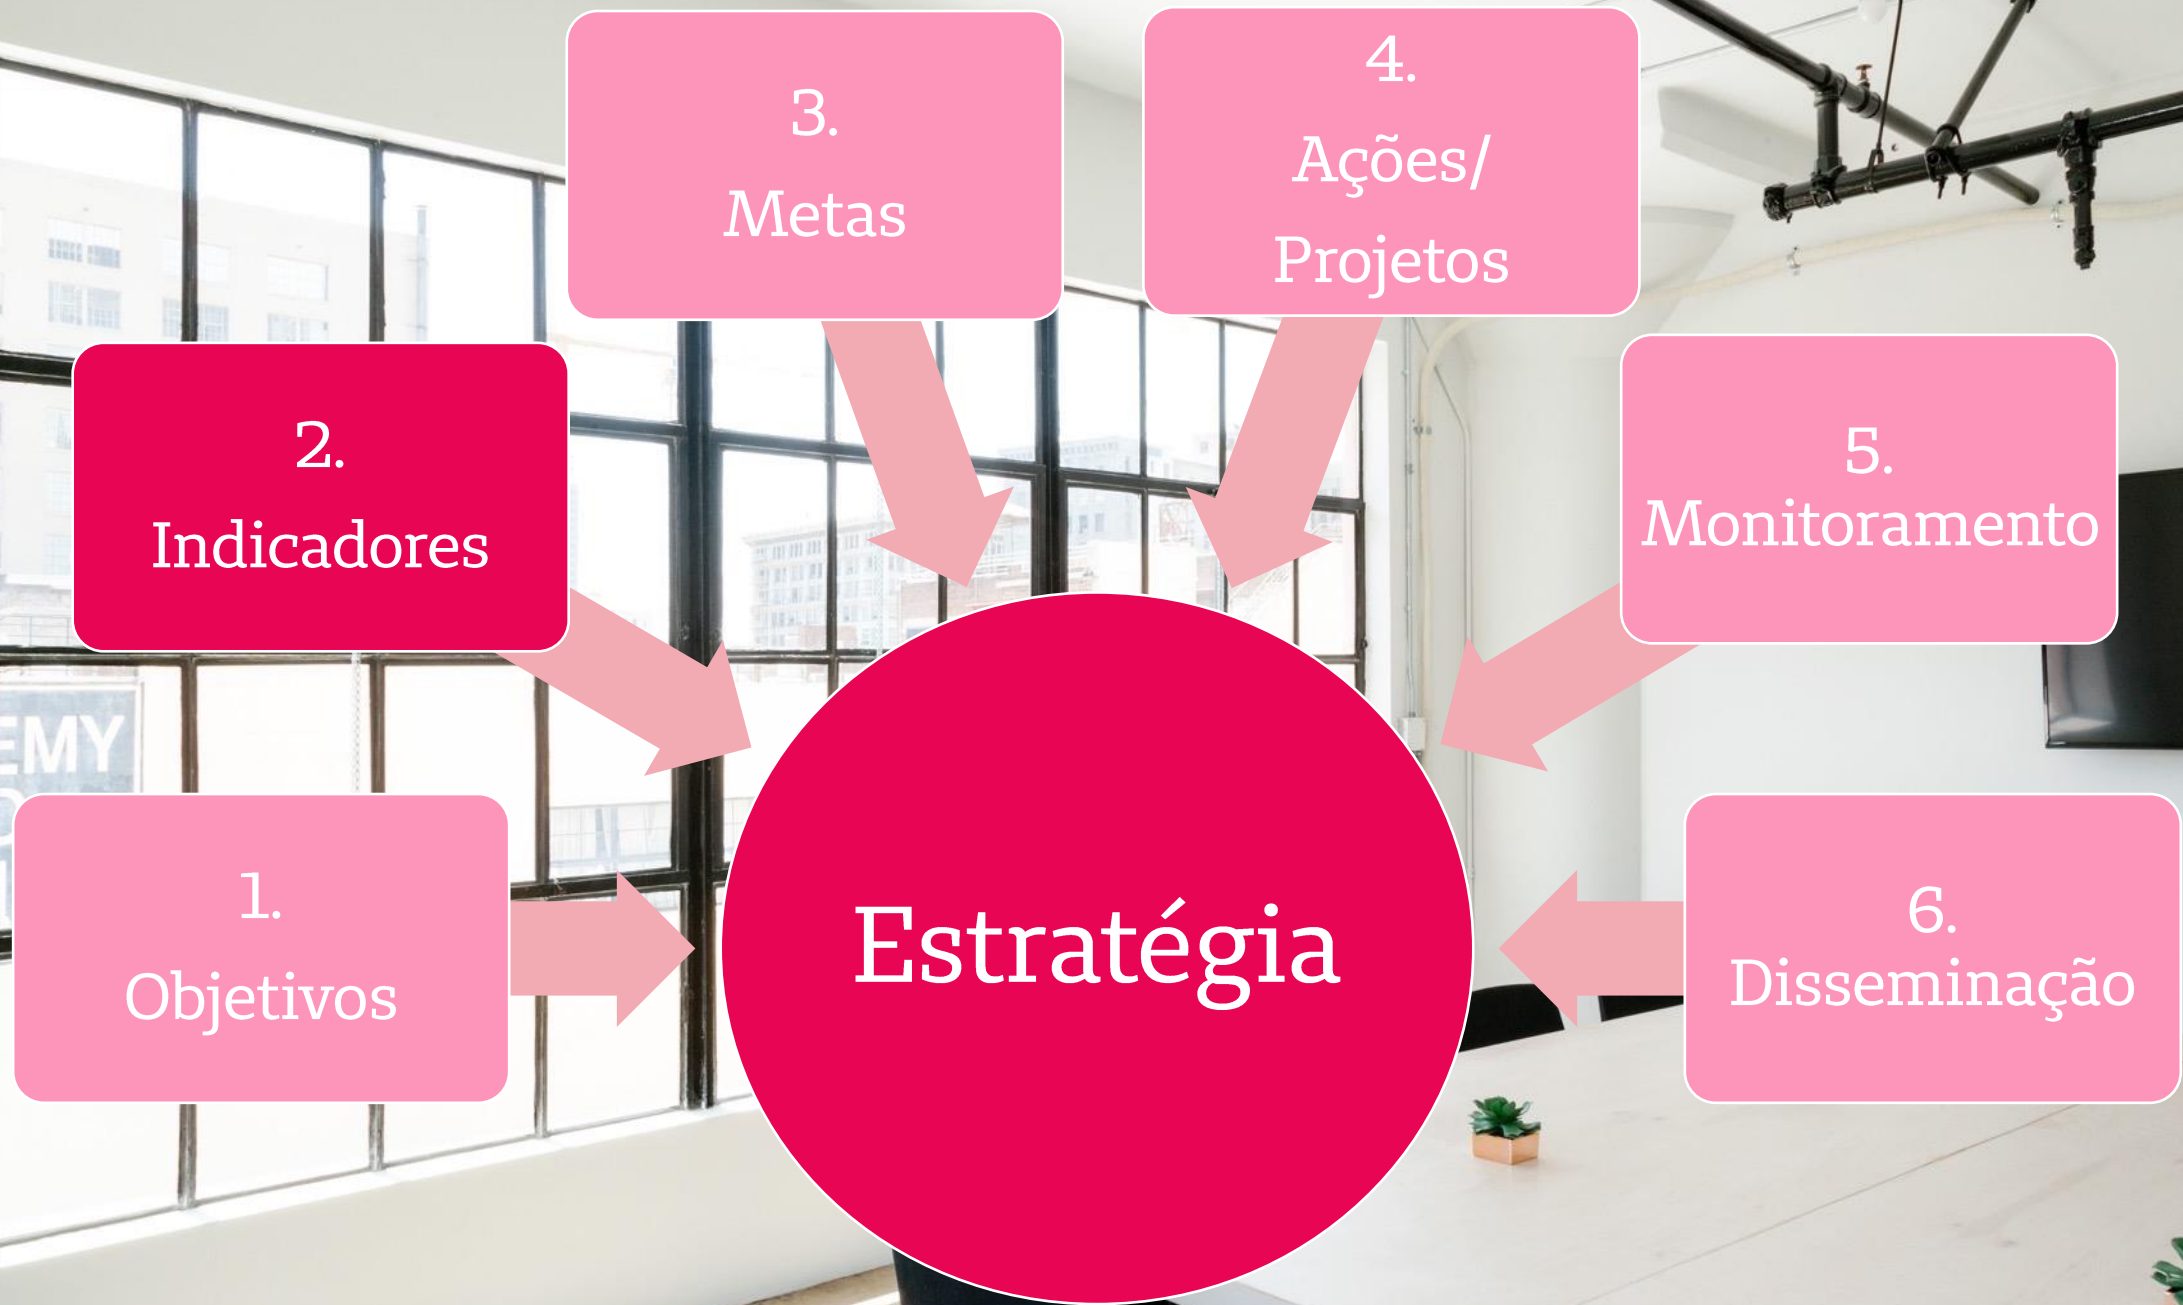 1.
Objetivos
2.
Indicadores
3.
Metas
4.
Ações/
Projetos
5.
Monitoramento
6.
Disseminação
Estratégia
EMY